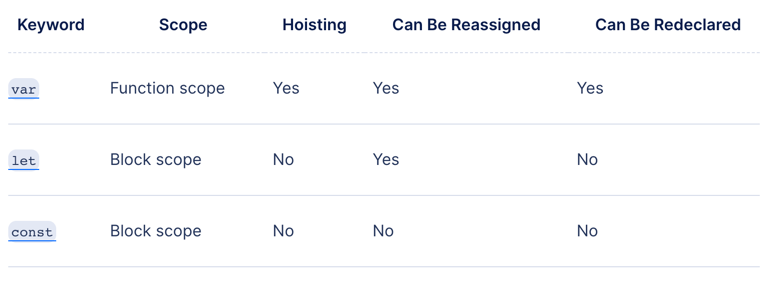 Keyword Scope Hoisting Can Be Reassigned Can Be Redeclared
var Function scope Yes Yes Yes
let Block scope No Yes No
const Block scope No No No